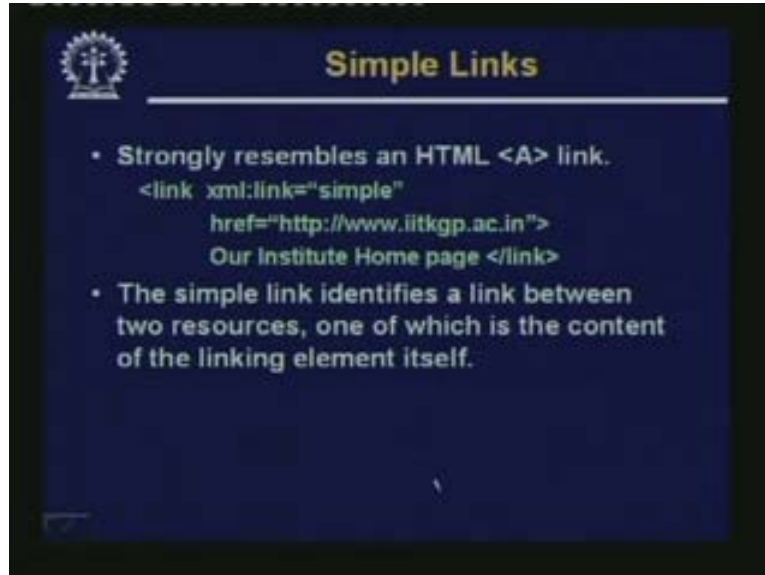 Simple Links
• Strongly resembles an HTML <A> link.
<link xml:link="simple"
href="http://www.iitkgp.ac.in">
Our Institute Home page </link>
• The simple link identifies a link between
two resources, one of which is the content
of the linking element itself.